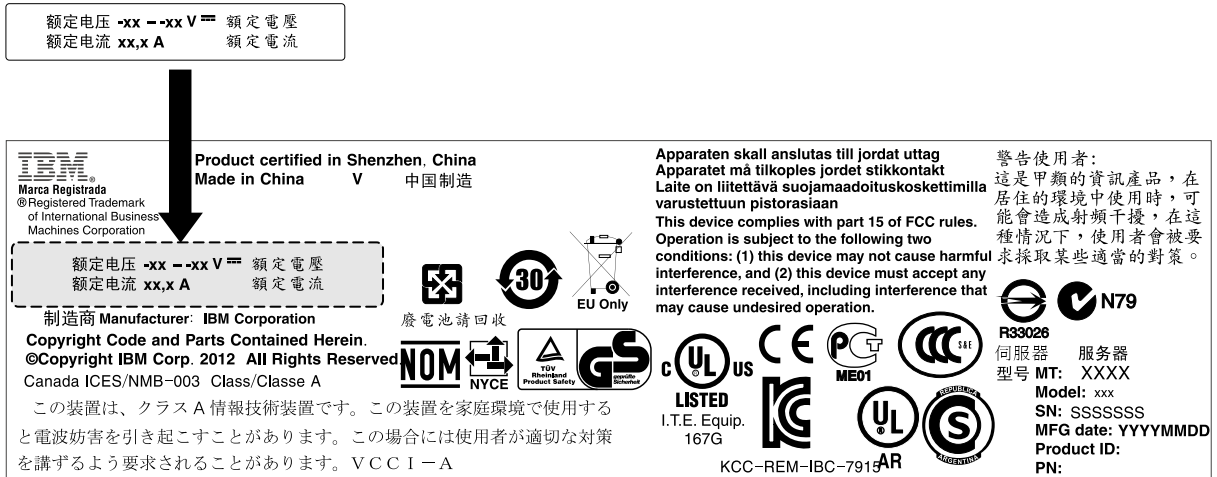 额定电压 -xx – -xx V 額定電壓
额定电流 xx,x A 額定電流
IBM®
Marca Registrada
® Registered Trademark
of International Business
Machines Corporation
Product certified in Shenzhen, China
Made in China V 中国制造
额定电压 -xx – -xx V 額定電壓
额定电流 xx,x A 額定電流
制造商 Manufacturer: IBM Corporation
Copyright Code and Parts Contained Herein.
©Copyright IBM Corp. 2012 All Rights Reserved
Canada ICES/NMB-003 Class/Classe A
この装置は、クラス A 情報技術装置です。この装置を家庭環境で使用する
と電波妨害を引き起こすことがあります。この場合には使用者が適切な対策
を講ずるよう要求されることがあります。ＶＣＣＩ－Ａ
廢電池請回收
30
EU Only
NOM
NYCE
TÜV
Rheinland
Product Safety
GS
geprüfte
Sicherheit
Apparaten skall anslutas till jordat uttag
Apparatet må tilkoples jordet stikkontakt
Laite on liitettävä suojamaadoituskoskettimilla
varustettuun pistorasiaan
This device complies with part 15 of FCC rules.
Operation is subject to the following two
conditions: (1) this device may not cause harmful
interference, and (2) this device must accept any
interference received, including interference that
may cause undesired operation.
C UL ® US
LISTED
I.T.E. Equip.
167G
CE
PCT
ME01
CCC S&E
KCC-REM-IBC-7915
UL ®
AR
REPUBLICA
S
ARGENTINA
警告使用者:
這是甲類的資訊產品，在
居住的環境中使用時，可
能會造成射頻干擾，在這
種情況下，使用者會被要
求採取某些適當的對策。
R33026
N79
伺服器 服务器
型号 MT: XXXX
Model: xxx
SN: SSSSSSS
MFG date: YYYYMMDD
Product ID:
PN: